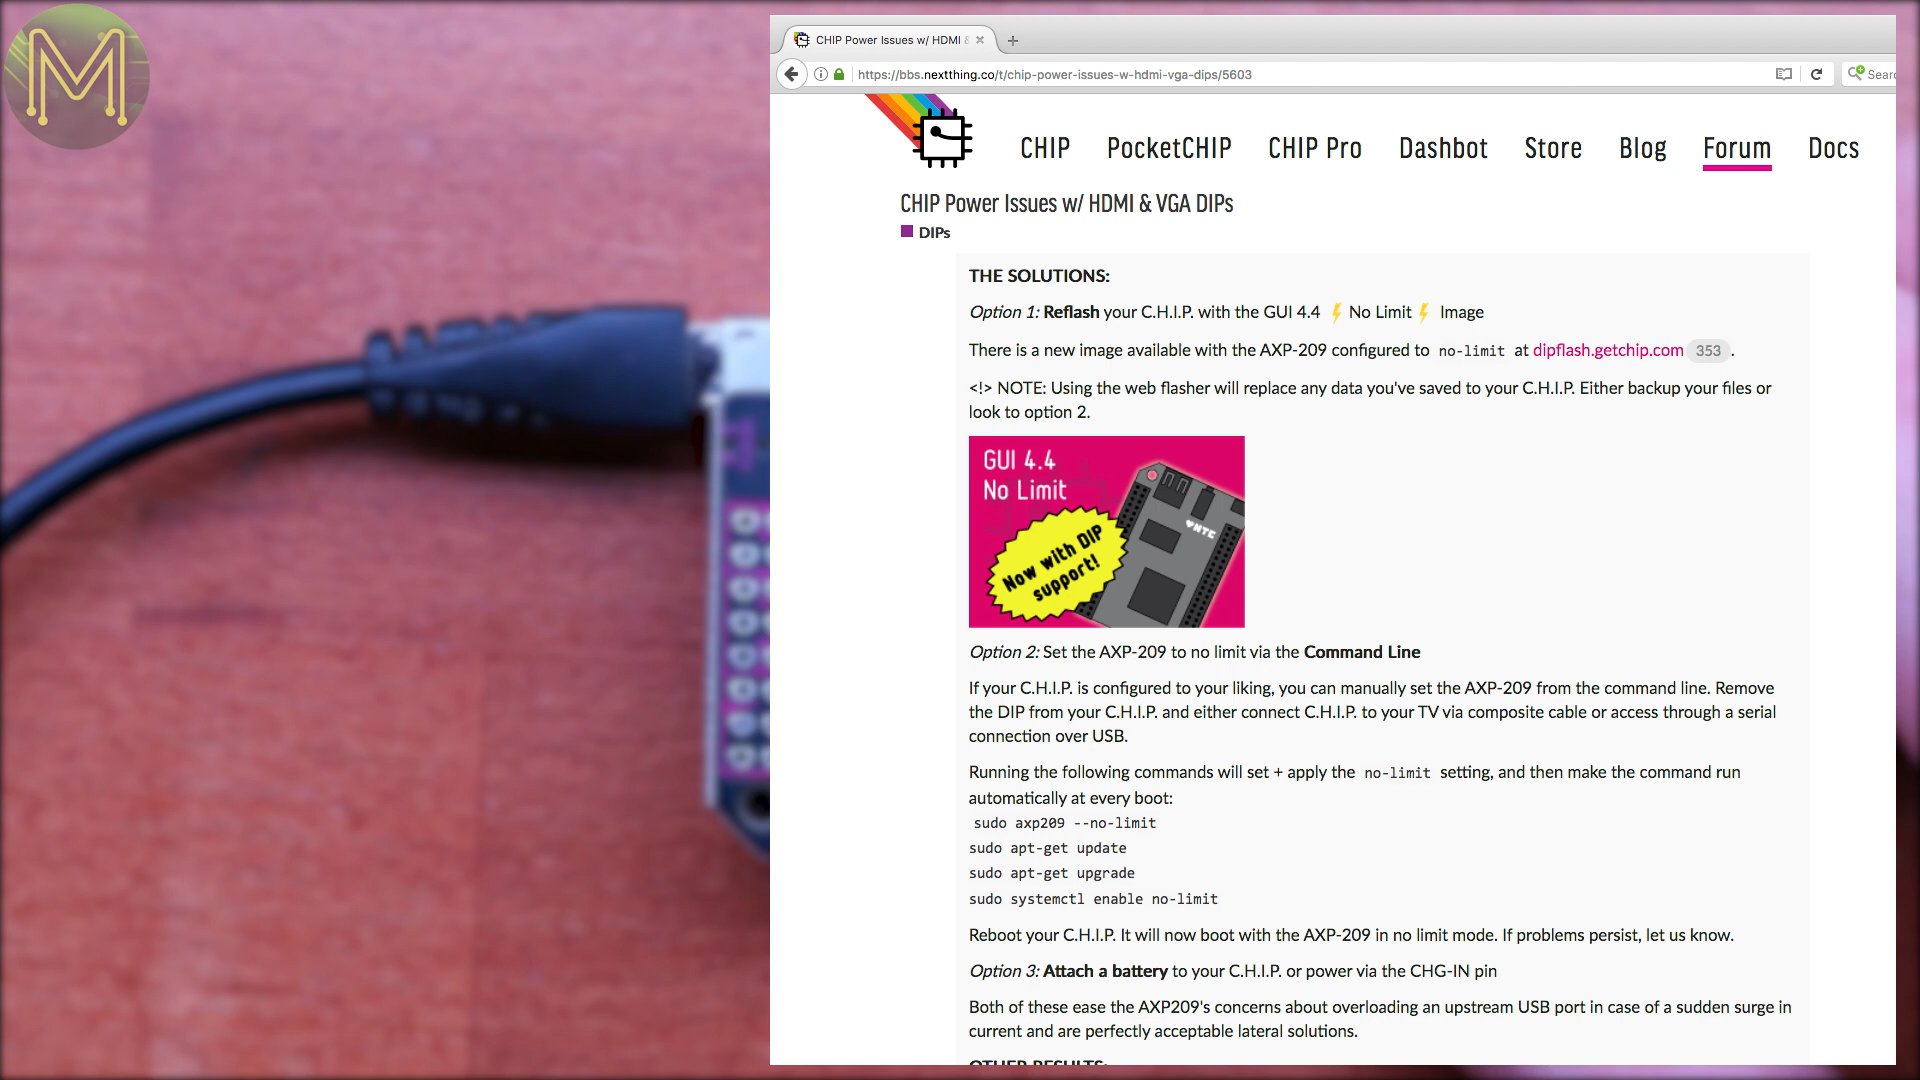 M
CHIP Power Issues w/ HDMI &
https://bbs.nextthing.co/t/chip-power-issues-w-hdmi-vga-dips/5603
Sear
CHIP PocketCHIP CHIP Pro Dashbot Store Blog Forum Docs
CHIP Power Issues w/ HDMI & VGA DIPs
DIPs
THE SOLUTIONS:
Option 1: Reflash your C.H.I.P. with the GUI 4.4 ⚡ No Limit ⚡ Image
There is a new image available with the AXP-209 configured to no-limit at dipflash.getchip.com 353 .
<!> NOTE: Using the web flasher will replace any data you've saved to your C.H.I.P. Either backup your files or
look to option 2.
GUI 4.4
No Limit
NTC
Now with DIP
support!
Option 2: Set the AXP-209 to no limit via the Command Line
If your C.H.I.P. is configured to your liking, you can manually set the AXP-209 from the command line. Remove
the DIP from your C.H.I.P. and either connect C.H.I.P. to your TV via composite cable or access through a serial
connection over USB.
Running the following commands will set + apply the no-limit setting, and then make the command run
automatically at every boot:
sudo axp209 --no-limit
sudo apt-get update
sudo apt-get upgrade
sudo systemctl enable no-limit
Reboot your C.H.I.P. It will now boot with the AXP-209 in no limit mode. If problems persist, let us know.
Option 3: Attach a battery to your C.H.I.P. or power via the CHG-IN pin
Both of these ease the AXP209's concerns about overloading an upstream USB port in case of a sudden surge in
current and are perfectly acceptable lateral solutions.
OTHER RESULTS: